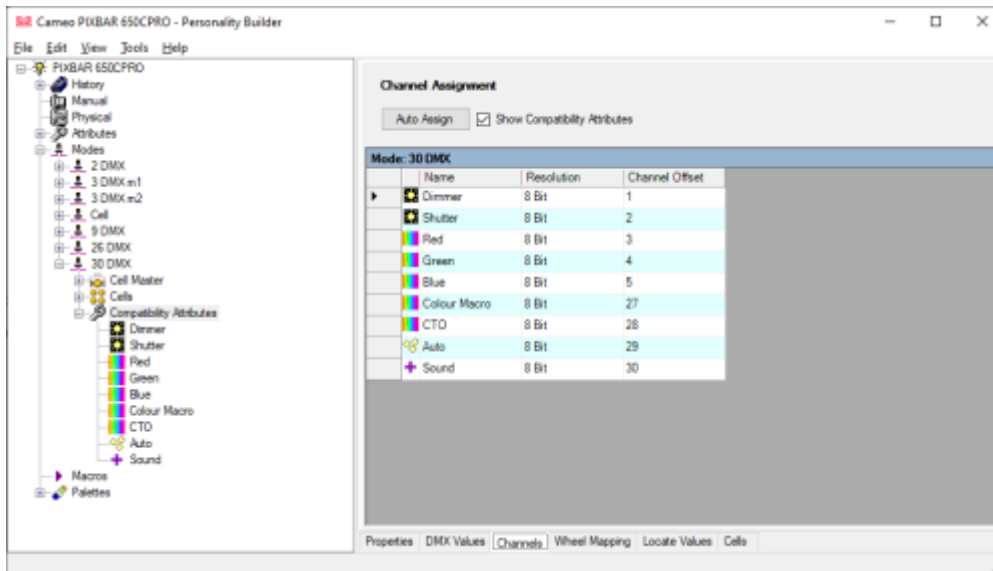 Cameo PIXBAR 650CPRO - Personality Builder
File Edit View Tools Help
PIXBAR 650CPRO
History
Manual
Physical
Attributes
Modes
2 DMX
3 DMX m1
3 DMX m2
Cell
9 DMX
26 DMX
30 DMX
Cell Master
Cells
Compatibility Attributes
Dimmer
Shutter
Red
Green
Blue
Colour Macro
CTO
Auto
Sound
Macros
Palettes
Channel Assignment
Auto Assign Show Compatibility Attributes
Mode: 30 DMX
Name Resolution Channel Offset
Dimmer 8 Bit 1
Shutter 8 Bit 2
Red 8 Bit 3
Green 8 Bit 4
Blue 8 Bit 5
Colour Macro 8 Bit 27
CTO 8 Bit 28
Auto 8 Bit 29
Sound 8 Bit 30
Properties DMX Values Channels Wheel Mapping Locate Values Cells